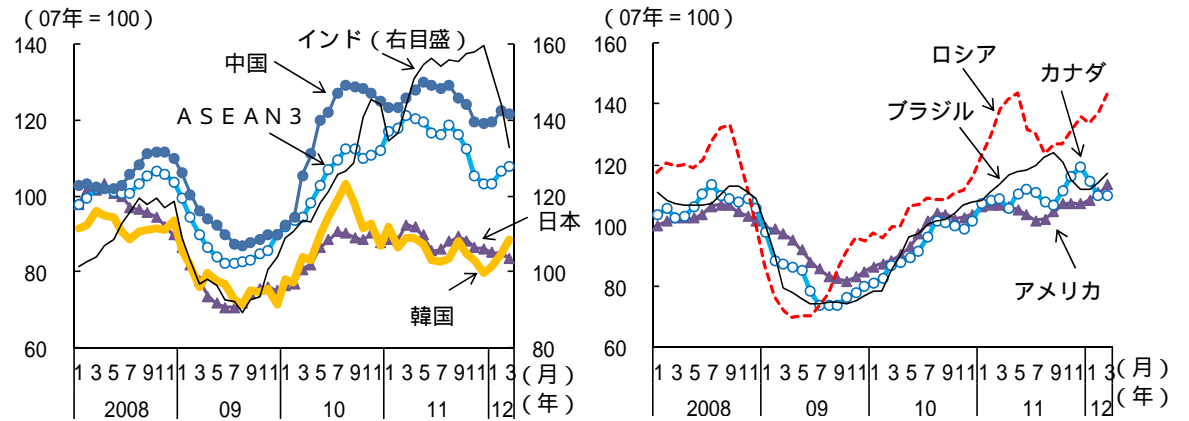 （07年 = 100）
140
120
100
80
60
160
140
120
100
80
インド（右目盛）
中国
ＡＳＥＡＮ３
日本
韓国
1 3 5 7 9 11 1 3 5 7 9 11 1 3 5 7 9 11 1 3 5 7 9 11 1 3 （月）
2008 09 10 11 12 （年）
（07年 = 100）
160
140
120
100
80
60
ロシア
カナダ
ブラジル
アメリカ
1 3 5 7 9 11 1 3 5 7 9 11 1 3 5 7 9 11 1 3 5 7 9 11 1 3 （月）
2008 09 10 11 12 （年）